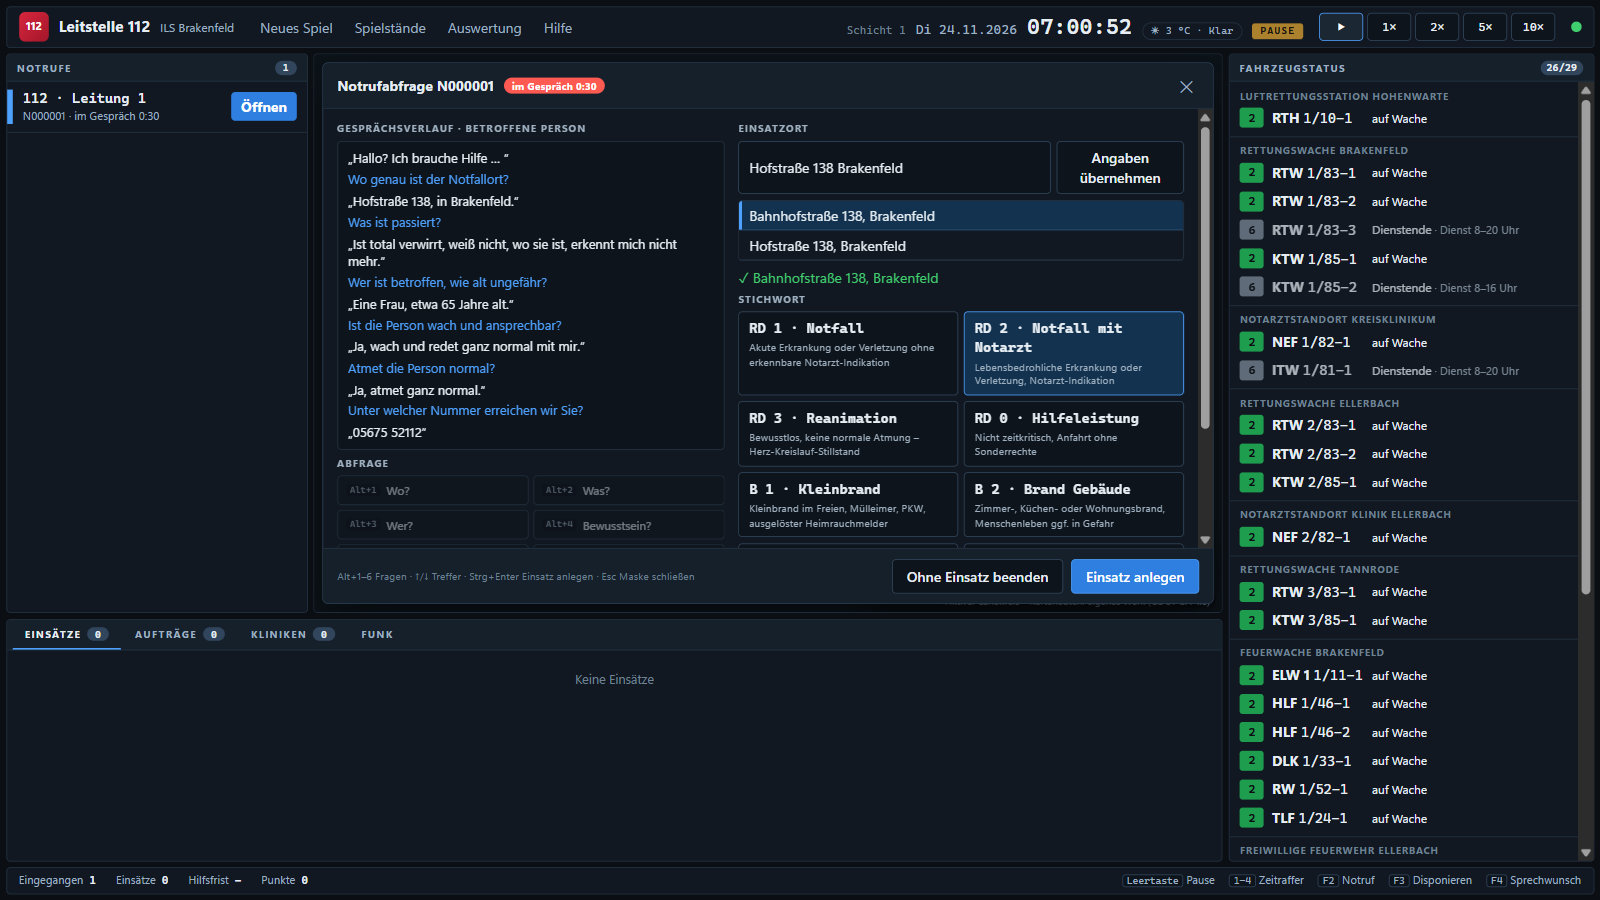 112 Leitstelle 112 ILS Brakenfeld Neues Spiel Spielstände Auswertung Hilfe Schicht 1 Di 24.11.2026 07:00:52 ☀ 3 °C · Klar PAUSE ▶ 1× 2× 5× 10×
NOTRUFE 1
112 · Leitung 1
N000001 · im Gespräch 0:30
Öffnen
Notrufabfrage N000001 im Gespräch 0:30
GESPRÄCHSVERLAUF · BETROFFENE PERSON
„Hallo? Ich brauche Hilfe … “
Wo genau ist der Notfallort?
„Hofstraße 138, in Brakenfeld.“
Was ist passiert?
„Ist total verwirrt, weiß nicht, wo sie ist, erkennt mich nicht
mehr.“
Wer ist betroffen, wie alt ungefähr?
„Eine Frau, etwa 65 Jahre alt.“
Ist die Person wach und ansprechbar?
„Ja, wach und redet ganz normal mit mir.“
Atmet die Person normal?
„Ja, atmet ganz normal.“
Unter welcher Nummer erreichen wir Sie?
„05675 52112“
ABFRAGE
Alt+1 Wo?
Alt+2 Was?
Alt+3 Wer?
Alt+4 Bewusstsein?
EINSATZORT
Hofstraße 138 Brakenfeld
Angaben
übernehmen
Bahnhofstraße 138, Brakenfeld
Hofstraße 138, Brakenfeld
✓ Bahnhofstraße 138, Brakenfeld
STICHWORT
RD 1 · Notfall
Akute Erkrankung oder Verletzung ohne
erkennbare Notarzt-Indikation
RD 2 · Notfall mit
Notarzt
Lebensbedrohliche Erkrankung oder
Verletzung, Notarzt-Indikation
RD 3 · Reanimation
Bewusstlos, keine normale Atmung –
Herz-Kreislauf-Stillstand
RD 0 · Hilfeleistung
Nicht zeitkritisch, Anfahrt ohne
Sonderrechte
B 1 · Kleinbrand
Kleinbrand im Freien, Mülleimer, PKW,
ausgelöster Heimrauchmelder
B 2 · Brand Gebäude
Zimmer-, Küchen- oder Wohnungsbrand,
Menschenleben ggf. in Gefahr
Alt+1–6 Fragen · ↑/↓ Treffer · Strg+Enter Einsatz anlegen · Esc Maske schließen
Ohne Einsatz beenden
Einsatz anlegen
EINSÄTZE 0 AUFTRÄGE 0 KLINIKEN 0 FUNK
Keine Einsätze
FAHRZEUGSTATUS 26/29
LUFTRETTUNGSSTATION HOHENWARTE
2 RTH 1/10–1 auf Wache
RETTUNGSWACHE BRAKENFELD
2 RTW 1/83–1 auf Wache
2 RTW 1/83–2 auf Wache
6 RTW 1/83–3 Dienstende · Dienst 8–20 Uhr
2 KTW 1/85–1 auf Wache
6 KTW 1/85–2 Dienstende · Dienst 8–16 Uhr
NOTARZTSTANDORT KREISKLINIKUM
2 NEF 1/82–1 auf Wache
6 ITW 1/81–1 Dienstende · Dienst 8–20 Uhr
RETTUNGSWACHE ELLERBACH
2 RTW 2/83–1 auf Wache
2 RTW 2/83–2 auf Wache
2 KTW 2/85–1 auf Wache
NOTARZTSTANDORT KLINIK ELLERBACH
2 NEF 2/82–1 auf Wache
RETTUNGSWACHE TANNRODE
2 RTW 3/83–1 auf Wache
2 KTW 3/85–1 auf Wache
FEUERWACHE BRAKENFELD
2 ELW 1 1/11–1 auf Wache
2 HLF 1/46–1 auf Wache
2 HLF 1/46–2 auf Wache
2 DLK 1/33–1 auf Wache
2 RW 1/52–1 auf Wache
2 TLF 1/24–1 auf Wache
FREIWILLIGE FEUERWEHR ELLERBACH
Eingegangen 1 Einsätze 0 Hilfsfrist – Punkte 0
Leertaste Pause 1–4 Zeitraffer F2 Notruf F3 Disponieren F4 Sprechwunsch